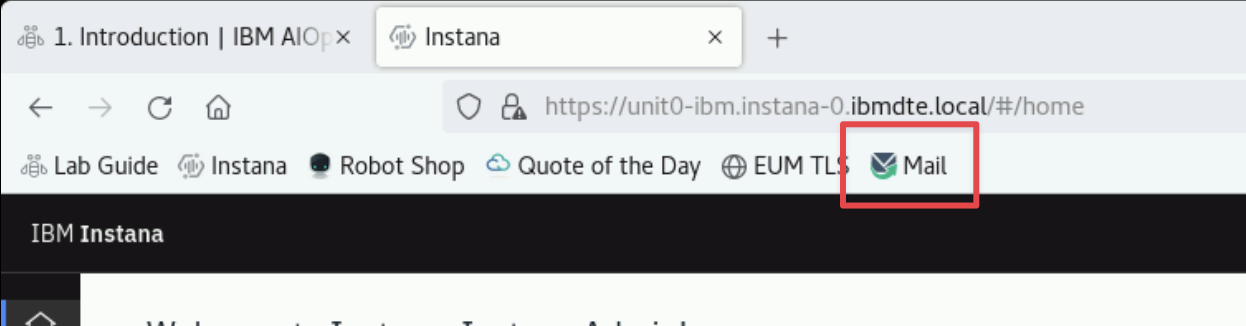 1. Introduction | IBM AIOp
Instana
https://unit0-ibm.instana-0.ibmdte.local/#/home
Lab Guide Instana Robot Shop Quote of the Day EUM TLS Mail
IBM Instana